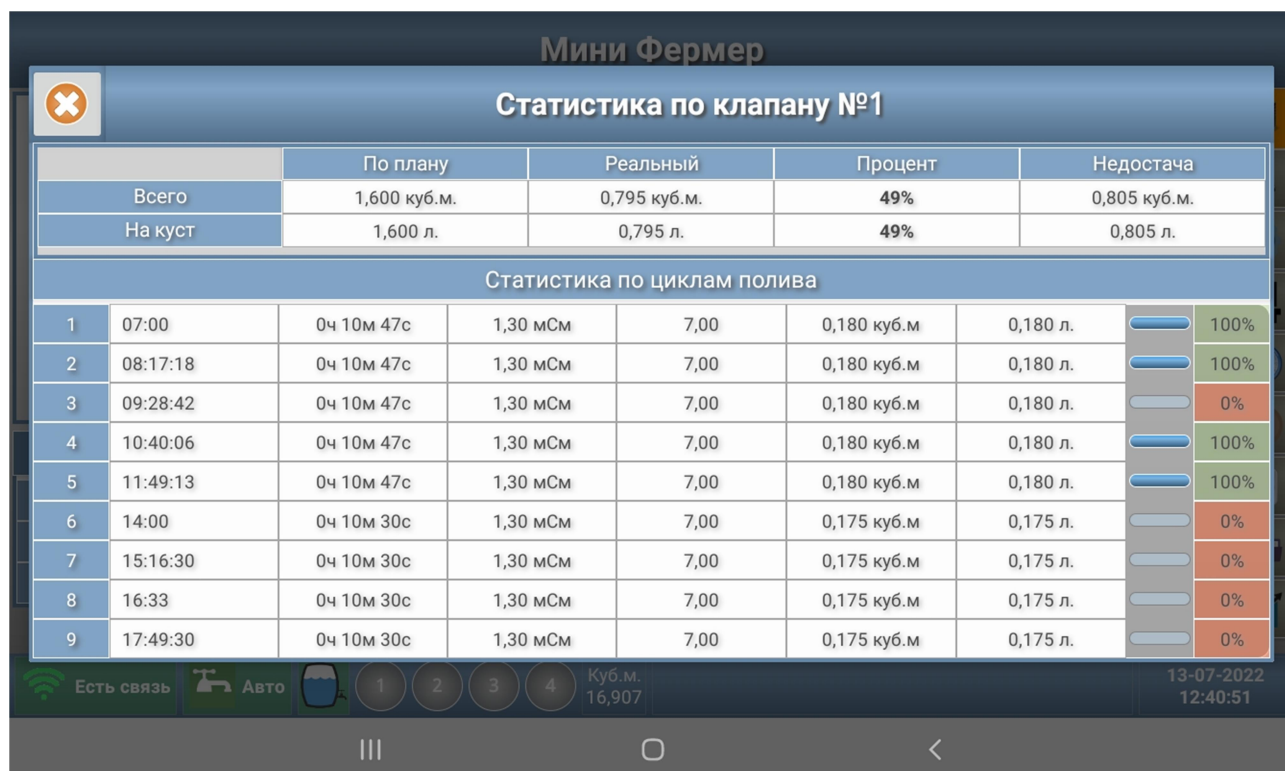 Мини Фермер
Статистика по клапану №1
По плану Реальный Процент Недостача
Всего 1,600 куб.м. 0,795 куб.м. 49% 0,805 куб.м.
На куст 1,600 л. 0,795 л. 49% 0,805 л.
Статистика по циклам полива
1 07:00 0ч 10м 47с 1,30 мСм 7,00 0,180 куб.м 0,180 л. 100%
2 08:17:18 0ч 10м 47с 1,30 мСм 7,00 0,180 куб.м 0,180 л. 100%
3 09:28:42 0ч 10м 47с 1,30 мСм 7,00 0,180 куб.м 0,180 л. 0%
4 10:40:06 0ч 10м 47с 1,30 мСм 7,00 0,180 куб.м 0,180 л. 100%
5 11:49:13 0ч 10м 47с 1,30 мСм 7,00 0,180 куб.м 0,180 л. 100%
6 14:00 0ч 10м 30с 1,30 мСм 7,00 0,175 куб.м 0,175 л. 0%
7 15:16:30 0ч 10м 30с 1,30 мСм 7,00 0,175 куб.м 0,175 л. 0%
8 16:33 0ч 10м 30с 1,30 мСм 7,00 0,175 куб.м 0,175 л. 0%
9 17:49:30 0ч 10м 30с 1,30 мСм 7,00 0,175 куб.м 0,175 л. 0%
Есть связь Авто 1 2 3 4 Куб.м. 13-07-2022
16,907 12:40:51